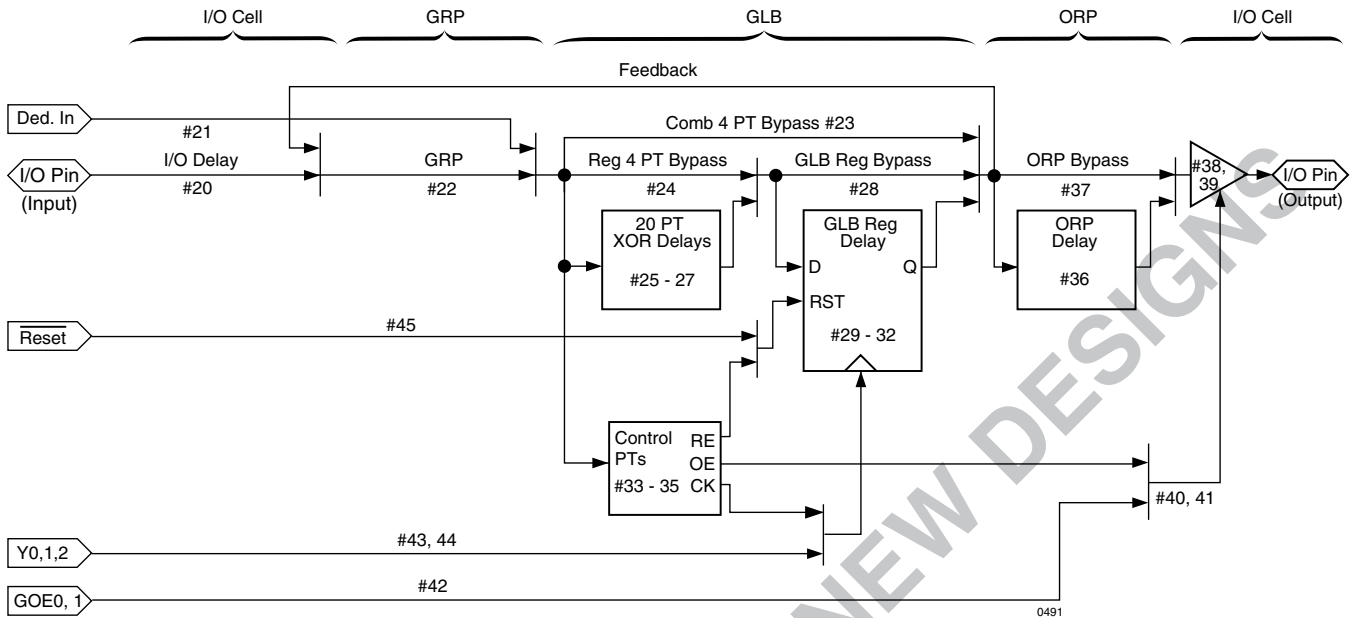 I/O Cell GRP GLB ORP I/O Cell
Feedback
Ded. In
#21
Comb 4 PT Bypass #23
I/O Pin
(Input)
I/O Delay
#20
GRP
#22
Reg 4 PT Bypass
#24
GLB Reg Bypass
#28
ORP Bypass
#37
#38,
39
I/O Pin
(Output)
20 PT
XOR Delays
#25 - 27
GLB Reg
Delay
D Q
RST
#29 - 32
ORP
Delay
#36
Reset
#45
Control
PTs
#33 - 35
RE
OE
CK
#40, 41
Y0,1,2
#43, 44
GOE0, 1
#42
0491
NEW DESIGNS